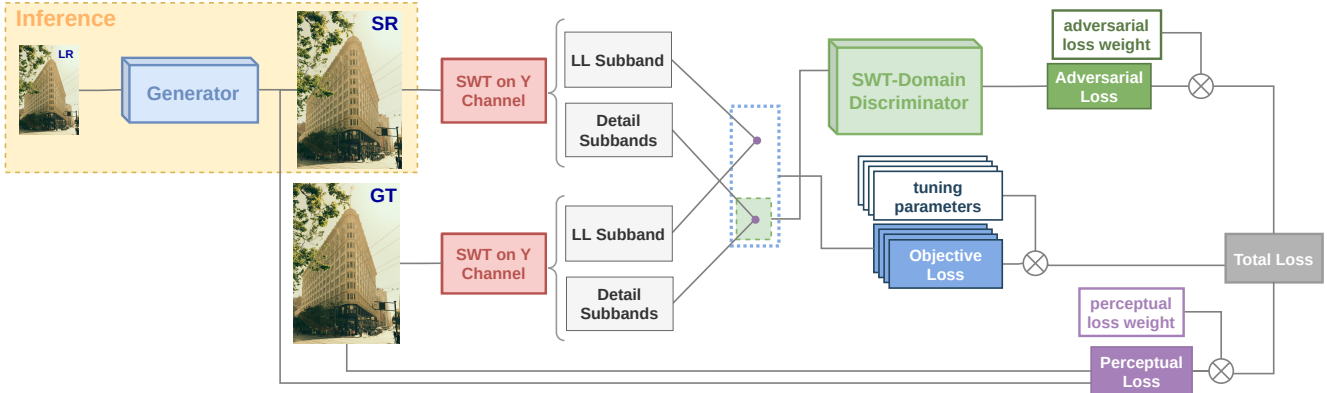 Inference
LR
Generator
SR
GT
SWT on Y
Channel
SWT on Y
Channel
LL Subband
Detail
Subbands
LL Subband
Detail
Subbands
SWT-Domain
Discriminator
adversarial
loss weight
Adversarial
Loss
tuning
parameters
Objective
Loss
Total Loss
perceptual
loss weight
Perceptual
Loss